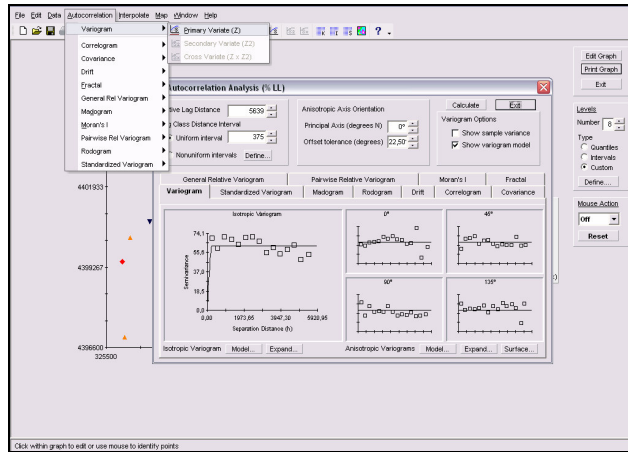 File Edit Data Autocorrelation Interpolate Map Window Help
Variogram
Primary Variate (Z)
Secondary Variate (Z2)
Cross Variate (Z x Z2)
Correlogram
Covariance
Drift
Fractal
General Rel Variogram
Madogram
Moran's I
Pairwise Rel Variogram
Rodogram
Standardized Variogram
Edit Graph
Print Graph
Exit
Levels
Number 8
Type
Quantiles
Intervals
Custom
Define...
Mouse Action
Off
Reset
Autocorrelation Analysis (% LL)
Lag Distance 5639
Class Distance Interval
Uniform interval 375
Nonuniform intervals Define...
Anisotropic Axis Orientation
Principal Axis (degrees N) 0°
Offset tolerance (degrees) 22,50°
Calculate Exit
Variogram Options
Show sample variance
Show variogram model
General Relative Variogram Pairwise Relative Variogram Moran's I Fractal
Variogram Standardized Variogram Madogram Rodogram Drift Correlogram Covariance
Isotropic Variogram
74,1
37,0
18,5
0,0
0,00 1973,65 3947,30 5920,95
Semivariance
Separation Distance (h)
0° 45°
90° 135°
Isotropic Variogram Model... Expand...
Anisotropic Variograms Model... Expand... Surface...
4401933
4399267
4396600
325500
Click within graph to edit or use mouse to identify points